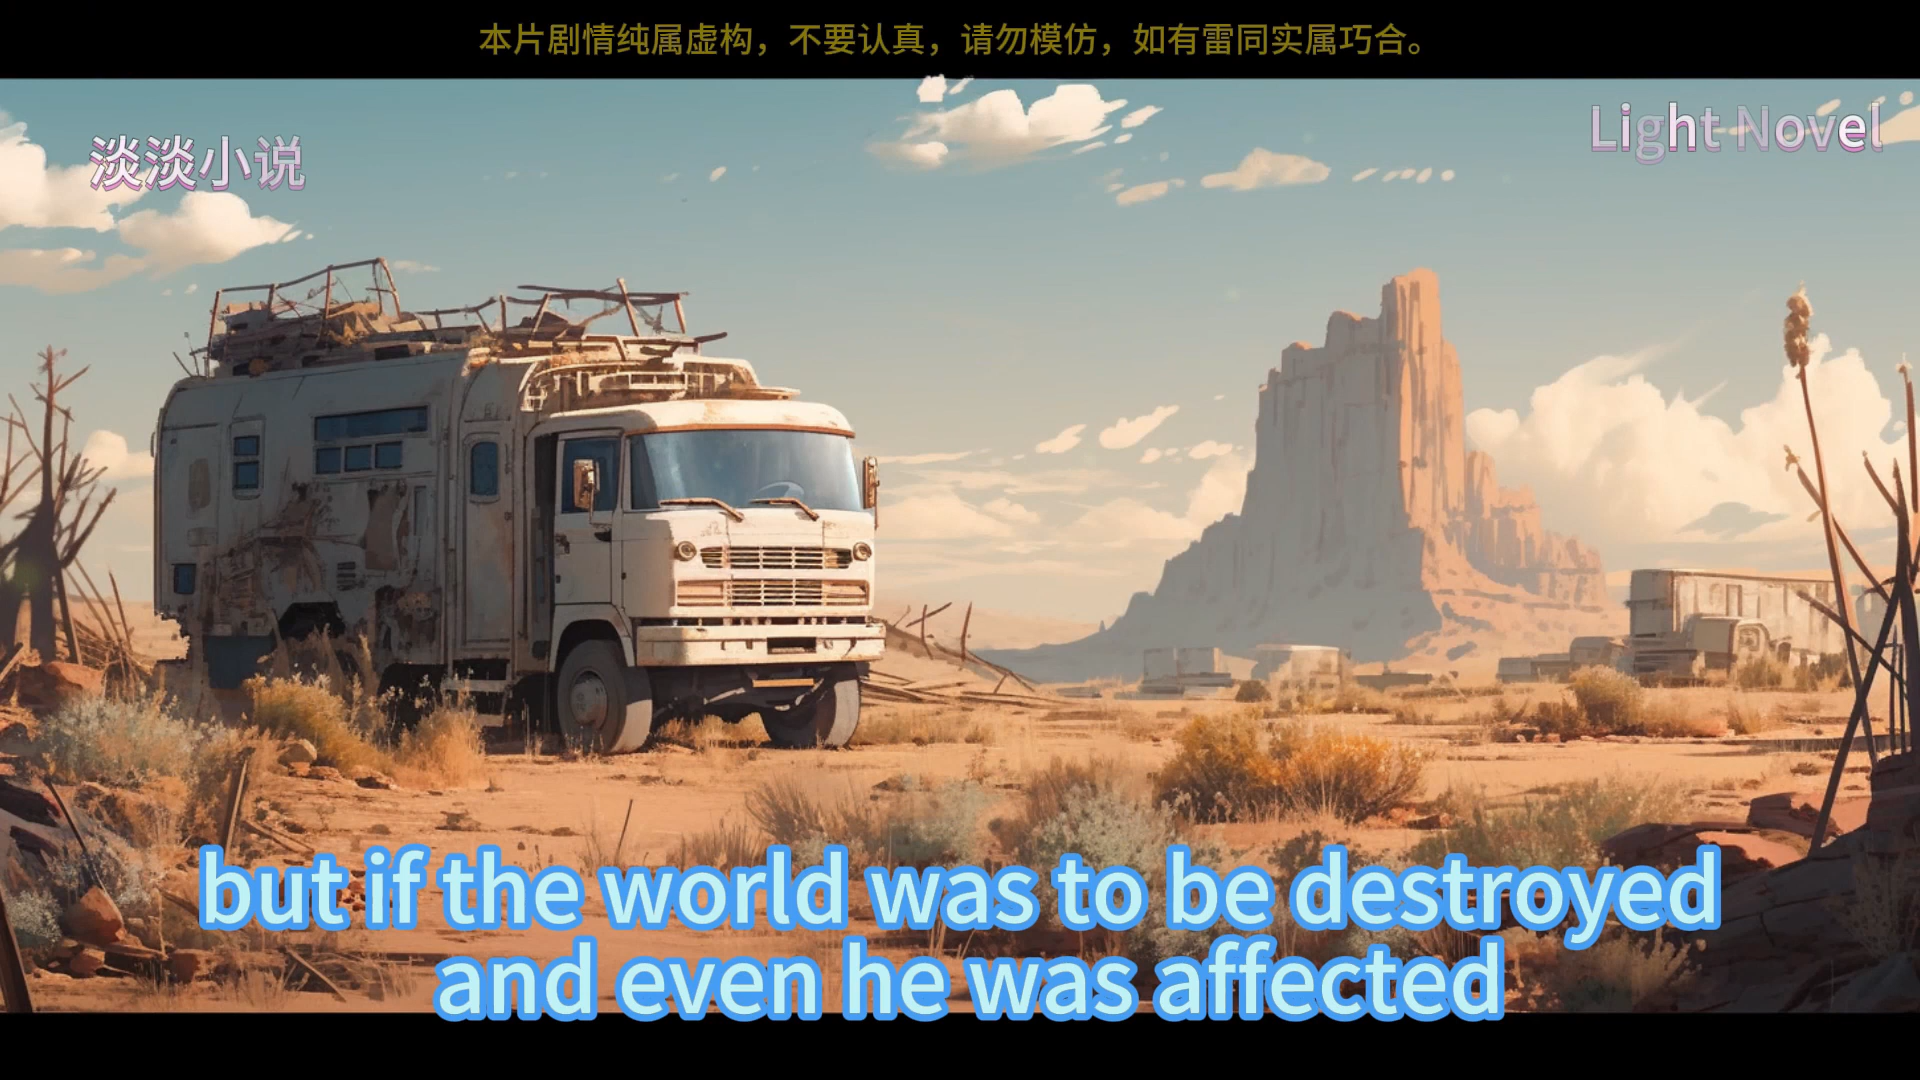 本片剧情纯属虚构，不要认真，请勿模仿，如有雷同实属巧合。
淡淡小说
Light Novel
but if the world was to be destroyed
and even he was affected